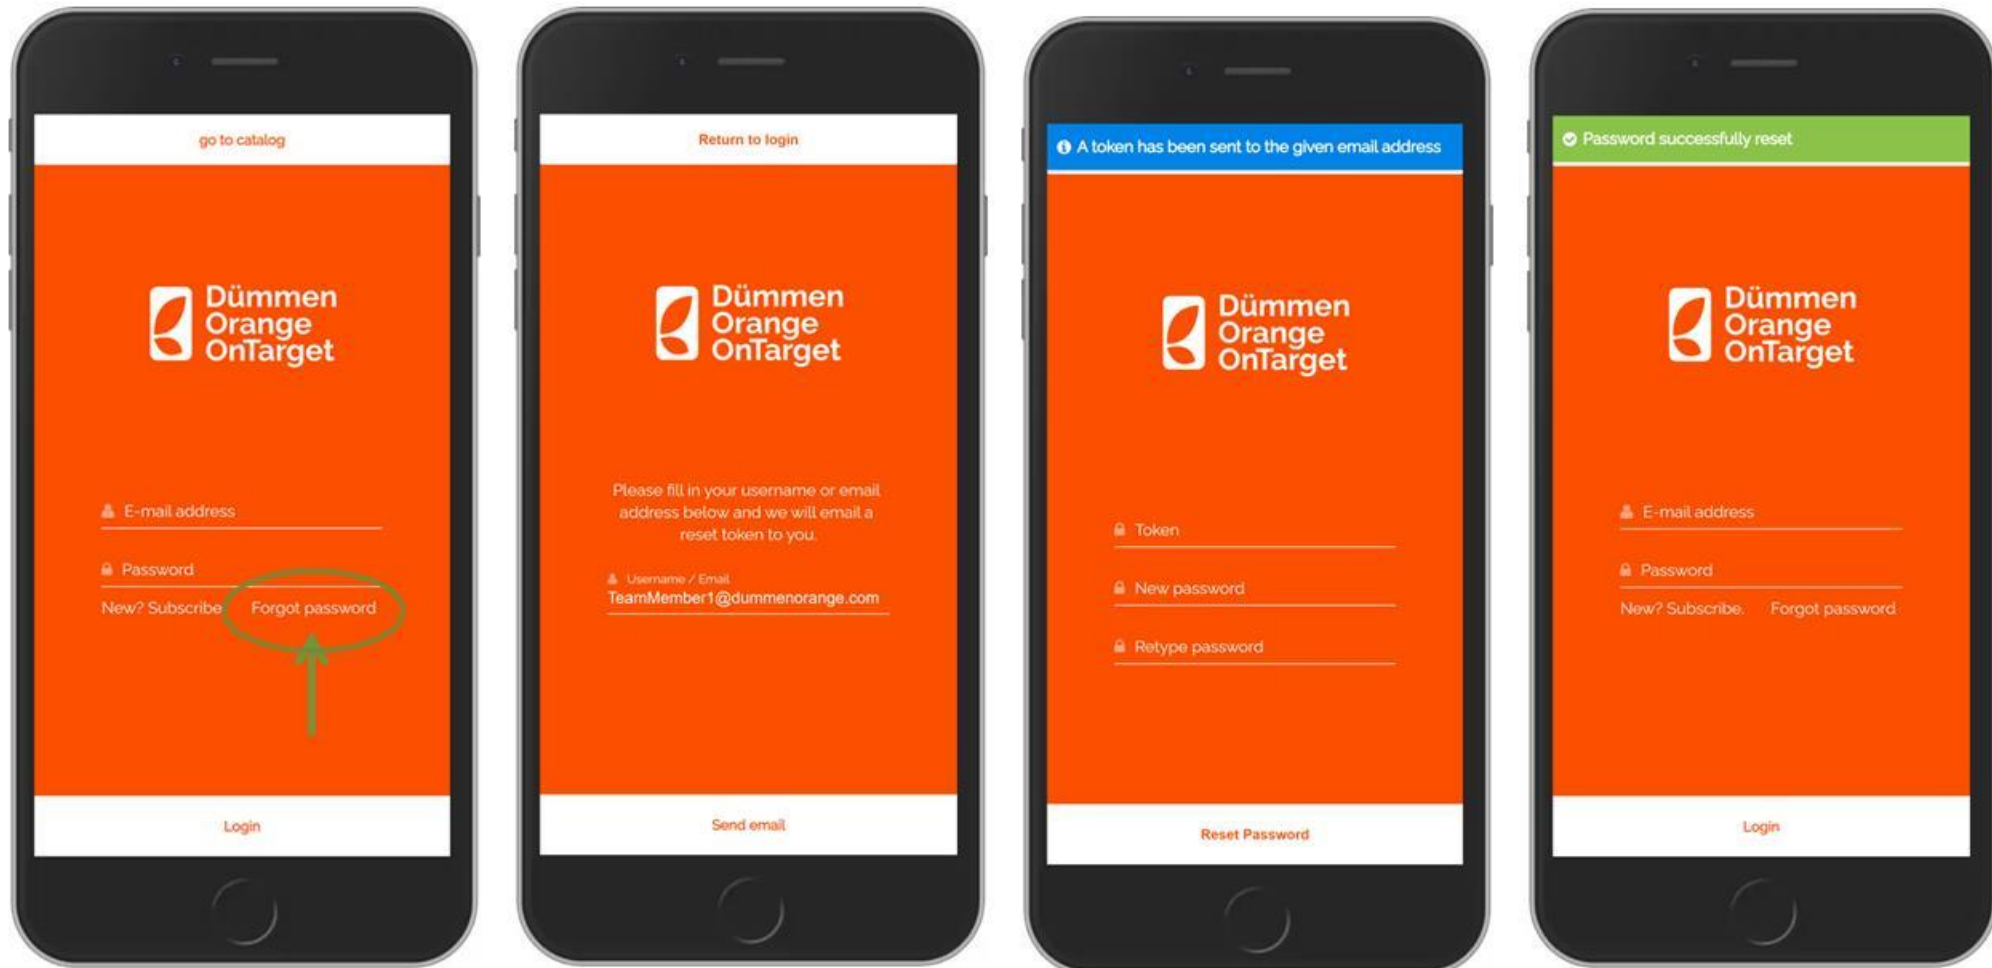 go to catalog
Dümmen
Orange
OnTarget
E-mail address
Password
New? Subscribe
Forgot password
Login
Return to login
Dümmen
Orange
OnTarget
Please fill in your username or email
address below and we will email a
reset token to you.
Username / Email
TeamMember1@dummenorange.com
Send email
A token has been sent to the given email address
Dümmen
Orange
OnTarget
Token
New password
Retype password
Reset Password
Password successfully reset
Dümmen
Orange
OnTarget
E-mail address
Password
New? Subscribe.
Forgot password
Login